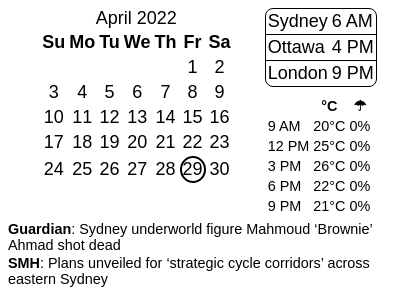 April 2022
Su Mo Tu We Th Fr Sa
1 2
3 4 5 6 7 8 9
10 11 12 13 14 15 16
17 18 19 20 21 22 23
24 25 26 27 28 29 30
Sydney 6 AM
Ottawa 4 PM
London 9 PM
°C ☂
9 AM 20°C 0%
12 PM 25°C 0%
3 PM 26°C 0%
6 PM 22°C 0%
9 PM 21°C 0%
Guardian: Sydney underworld figure Mahmoud ‘Brownie’
Ahmad shot dead
SMH: Plans unveiled for ‘strategic cycle corridors’ across
eastern Sydney